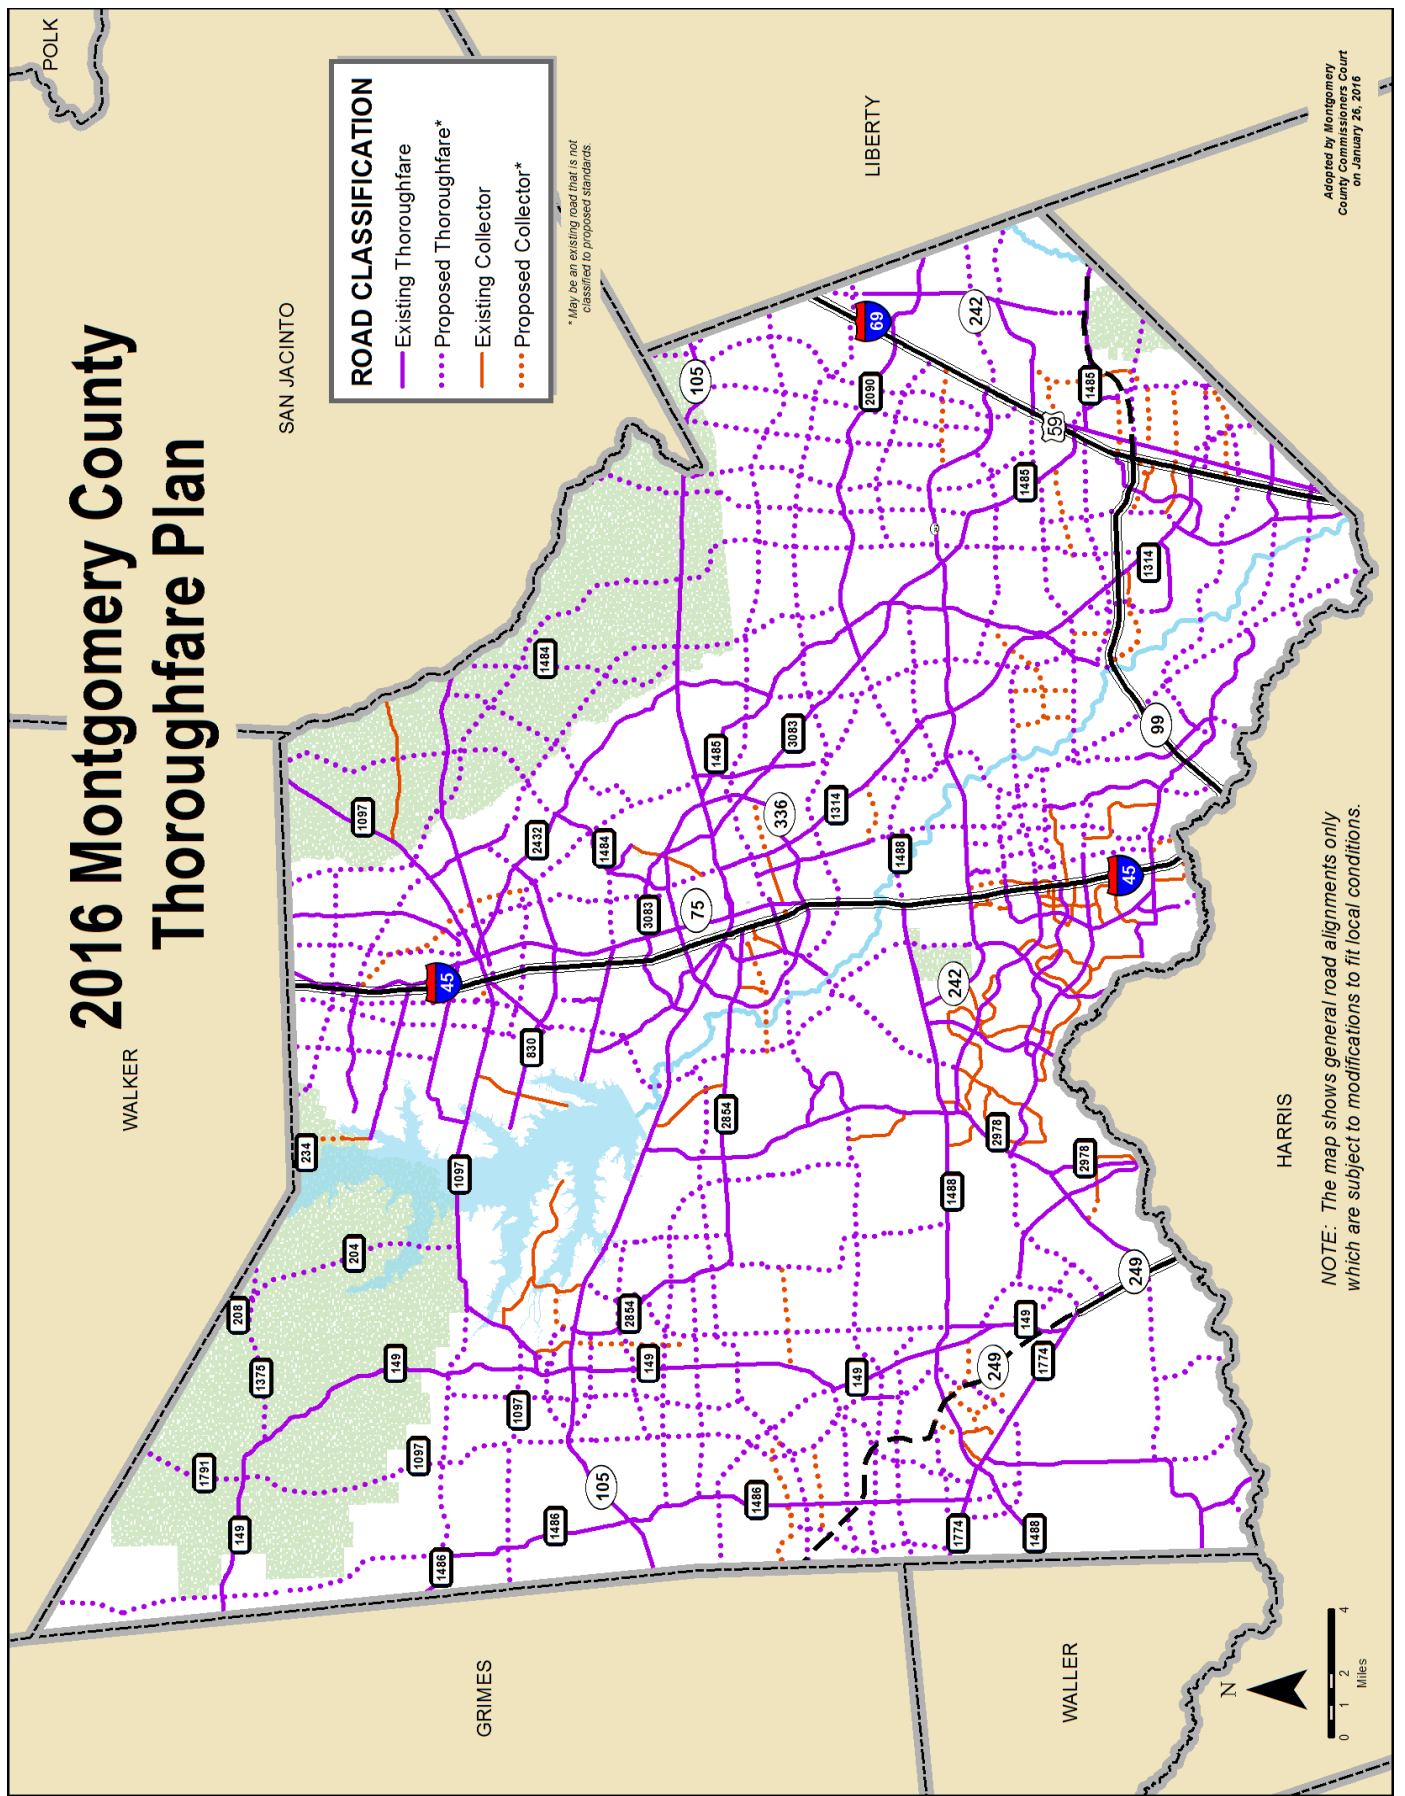 2016 Montgomery County
Thoroughfare Plan
POLK
SAN JACINTO
WALKER
LIBERTY
GRIMES
WALLER
HARRIS
ROAD CLASSIFICATION
Existing Thoroughfare
Proposed Thoroughfare*
Existing Collector
Proposed Collector*
* May be an existing road that is not
classified to proposed standards.
Adopted by Montgomery
County Commissioners Court
on January 26, 2016
NOTE: The map shows general road alignments only
which are subject to modifications to fit local conditions.
N
0 1 2 4
Miles
149
1791
1375
208
204
234
149
1097
1097
1486
1486
105
1097
1097
45
830
2432
1484
1484
3083
75
336
1485
3083
1314
105
2854
149
2854
1486
149
1488
1488
242
45
2978
2978
249
249
149
1774
1774
1488
99
1314
1485
59
1485
242
2090
69